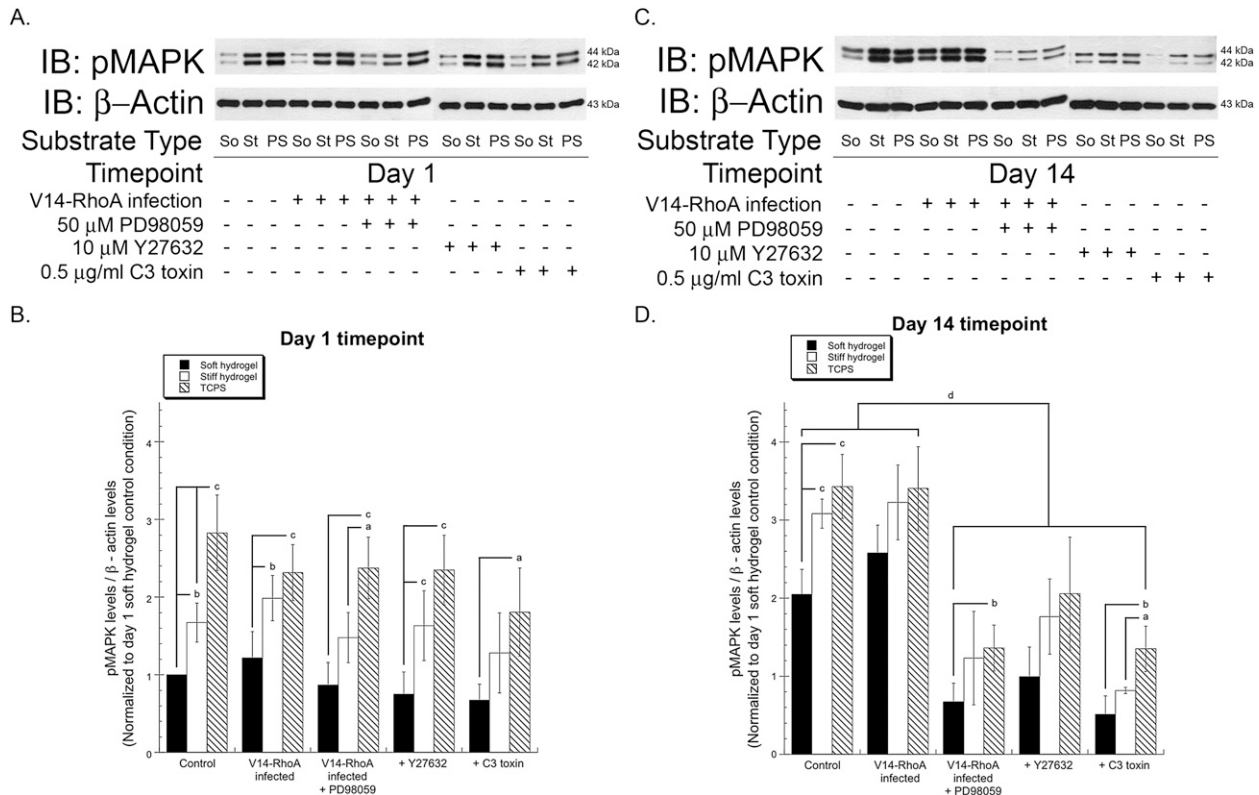 A.
IB: pMAPK
44 kDa
42 kDa
IB: β–Actin
43 kDa
Substrate Type So St PS So St PS So St PS So St PS So St PS
Timepoint Day 1
V14-RhoA infection - - - + + + + + + - - - - - -
50 μM PD98059 - - - - - - + + + - - - - - -
10 μM Y27632 - - - - - - - - - + + + - - -
0.5 μg/ml C3 toxin - - - - - - - - - - - - + + +
B.
Day 1 timepoint
Soft hydrogel
Stiff hydrogel
TCPS
pMAPK levels / β - actin levels
(Normalized to day 1 soft hydrogel control condition)
4
3
2
1
0
b
c
b
c
c
a
c
c
a
Control
V14-RhoA
infected
V14-RhoA
infected
+ PD98059
+ Y27632
+ C3 toxin
C.
IB: pMAPK
44 kDa
42 kDa
IB: β–Actin
43 kDa
Substrate Type So St PS So St PS So St PS So St PS So St PS
Timepoint Day 14
V14-RhoA infection - - - + + + + + + - - - - - -
50 μM PD98059 - - - - - - + + + - - - - - -
10 μM Y27632 - - - - - - - - - + + + - - -
0.5 μg/ml C3 toxin - - - - - - - - - - - - + + +
D.
Day 14 timepoint
Soft hydrogel
Stiff hydrogel
TCPS
pMAPK levels / β - actin levels
(Normalized to day 1 soft hydrogel control condition)
4
3
2
1
0
d
c
c
b
b
a
Control
V14-RhoA
infected
V14-RhoA
infected
+ PD98059
+ Y27632
+ C3 toxin